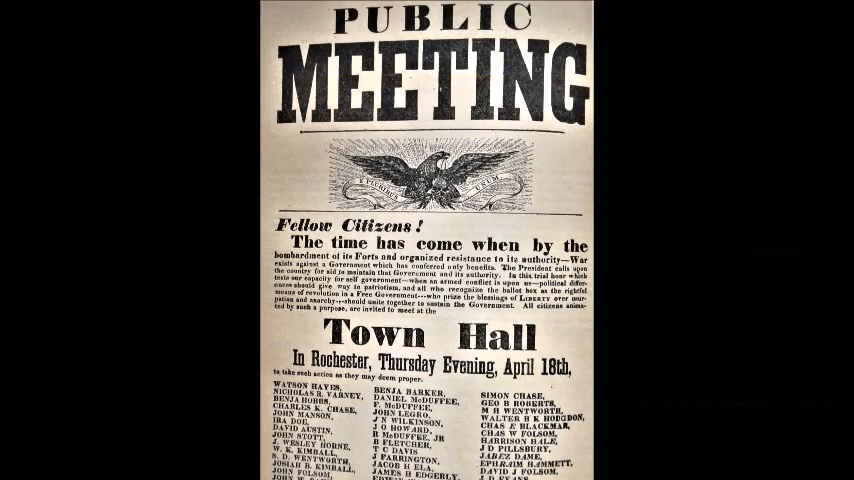 PUBLIC
MEETING
E PLURIBUS UNUM
Fellow Citizens!
The time has come when by the
bombardment of its Forts and organized resistance to its authority—War
exists against a Government which has conferred only benefits. The President calls upon
the country for aid to maintain that Government and its authority. In this trial hour which
tests our capacity for self government—when an armed conflict is upon us—political differ-
ences should give way to patriotism, and all who recognize the ballot box as the rightful
means of revolution in a Free Government---who prize the blessings of LIBERTY over usur-
pation and anarchy---should unite together to sustain the Government. All citizens anima-
ted by such a purpose, are invited to meet at the
Town Hall
In Rochester, Thursday Evening, April 18th,
to take such action as they may deem proper.
WATSON HAYES,
NICHOLAS R. VARNEY,
BENJA HOBBS,
CHARLES K. CHASE,
JOHN MANSON,
IRA DOE,
DAVID AUSTIN,
JOHN STOTT,
J. WESLEY HORNE,
W. K. KIMBALL,
S. D. WENTWORTH,
JOSIAH B. KIMBALL,
JOHN FOLSOM,
BENJA BARKER,
DANIEL McDUFFEE,
F. McDUFFEE,
JOHN LEGRO,
J N WILKINSON,
J O HOWARD,
R McDUFFEE, JR
B FLETCHER,
T C DAVIS
J FARRINGTON,
JACOB H ELA,
JAMES H EDGERLY,
SIMON CHASE,
GEO B ROBERTS,
M H WENTWORTH,
WALTER B K HODGDON,
CHAS E BLACKMAR,
CHAS W FOLSOM,
HARRISON HALE,
J D PILLSBURY,
JABEZ DAME,
EPHRAIM HAMMETT,
DAVID J FOLSOM,
J D EVANS